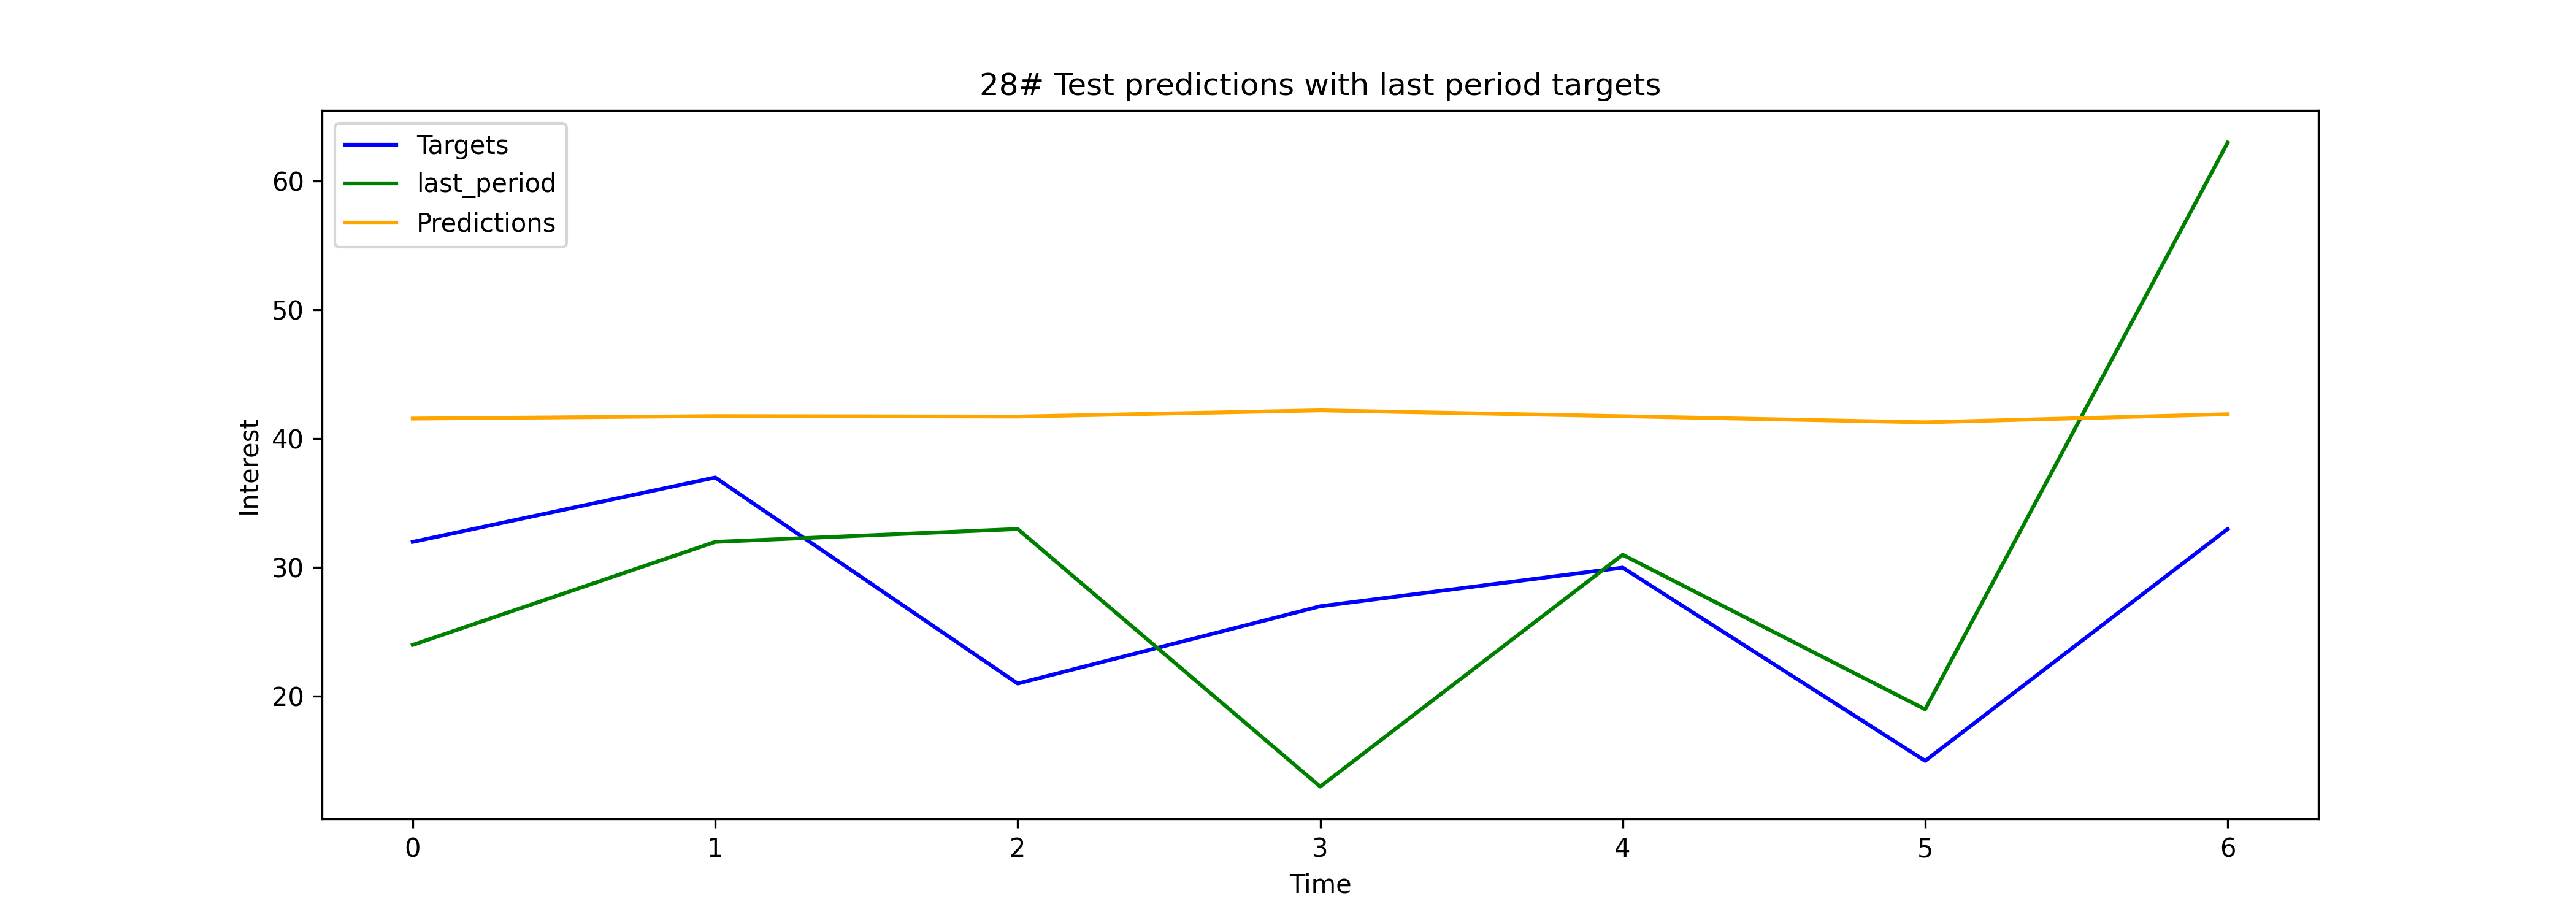 28# Test predictions with last period targets
Targets
last_period
Predictions
60
50
40
30
20
Interest
0 1 2 3 4 5 6
Time